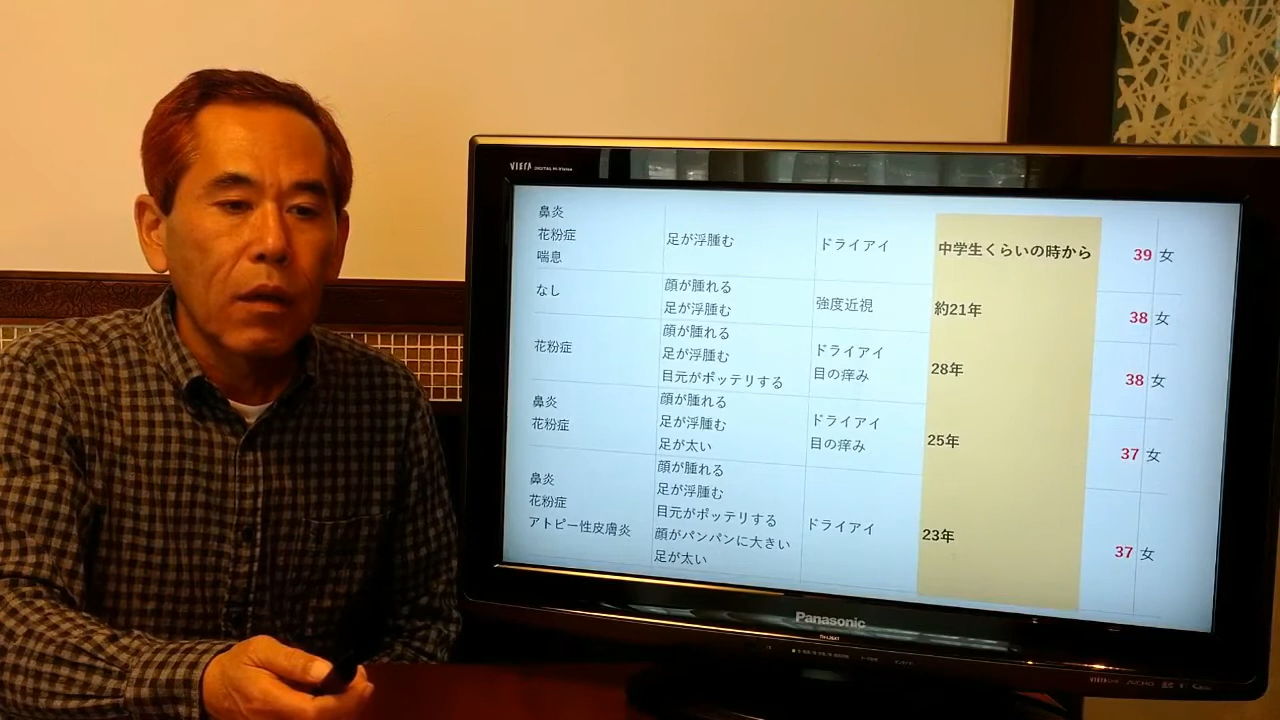 VIERA DIGITAL Hi-Vision
鼻炎
花粉症
喘息
足が浮腫む
ドライアイ
中学生くらいの時から
39 女
なし
顔が腫れる
足が浮腫む
強度近視
約21年
38 女
花粉症
顔が腫れる
足が浮腫む
目元がポッテリする
ドライアイ
目の痒み
28年
38 女
鼻炎
花粉症
顔が腫れる
足が浮腫む
足が太い
ドライアイ
目の痒み
25年
37 女
鼻炎
花粉症
アトピー性皮膚炎
顔が腫れる
足が浮腫む
目元がポッテリする
顔がパンパンに大きい
足が太い
ドライアイ
23年
37 女
Panasonic